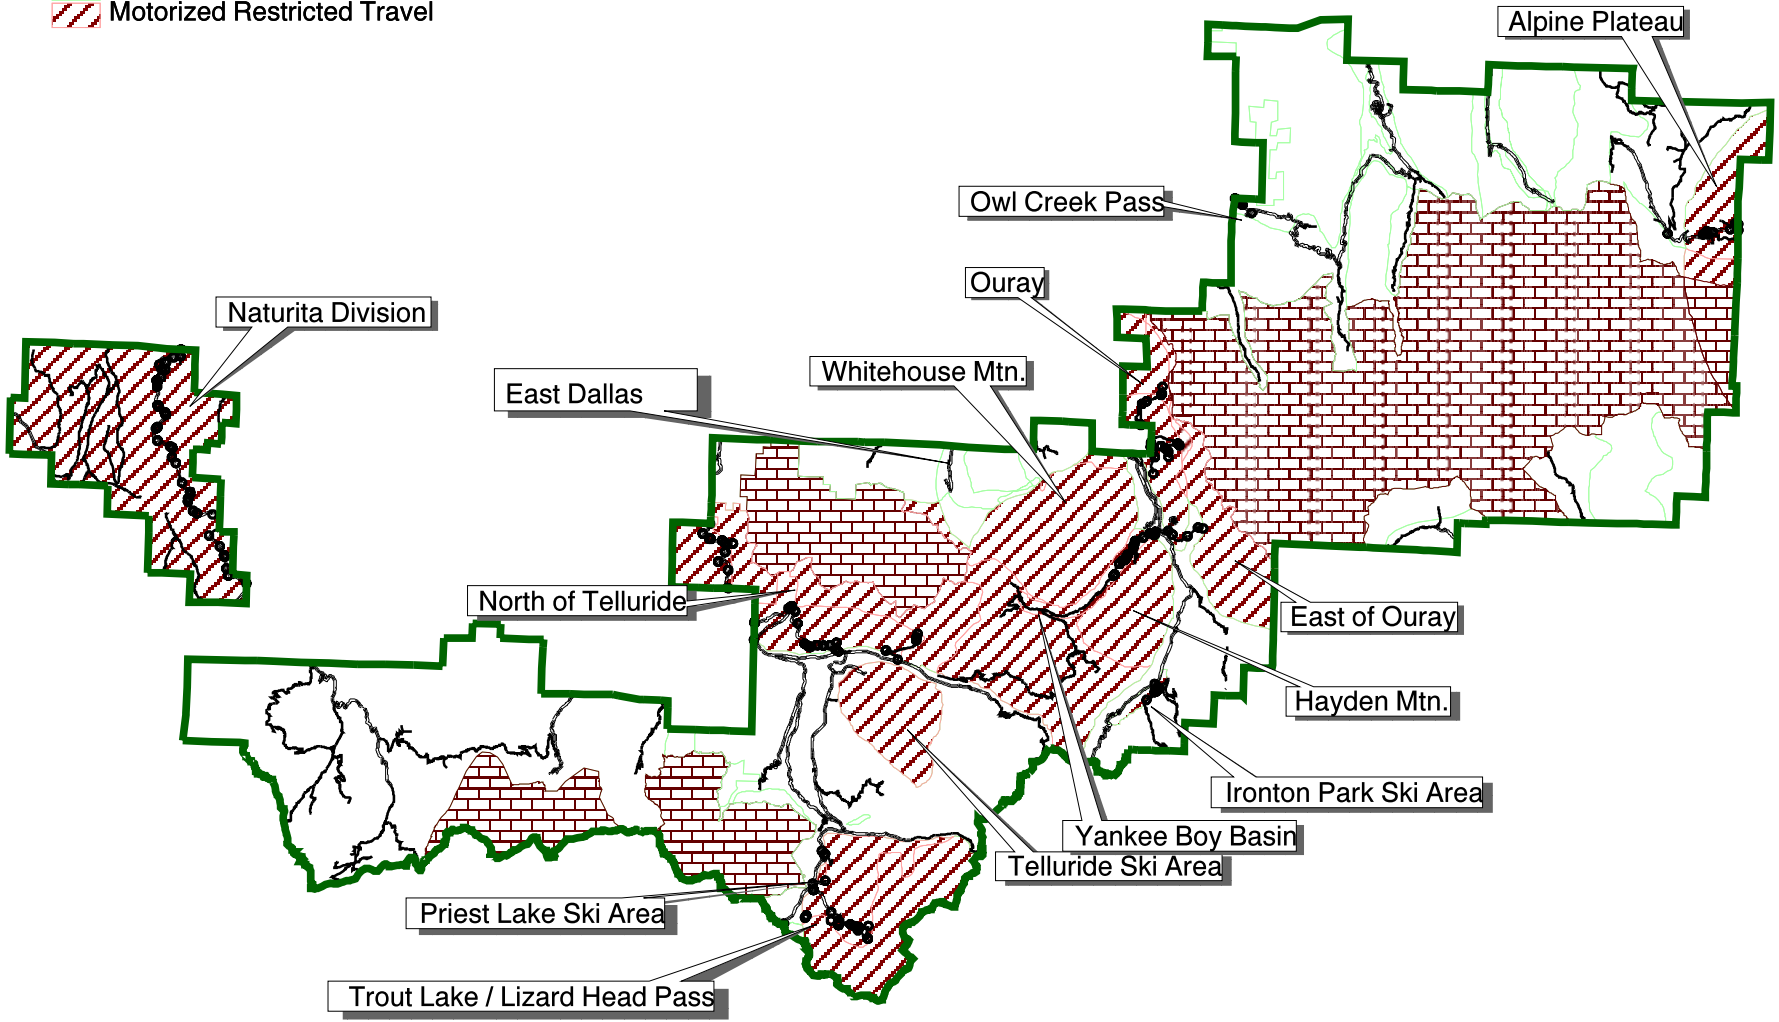 Motorized Restricted Travel
Alpine Plateau
Owl Creek Pass
Ouray
Naturita Division
Whitehouse Mtn.
East Dallas
North of Telluride
East of Ouray
Hayden Mtn.
Ironton Park Ski Area
Yankee Boy Basin
Telluride Ski Area
Priest Lake Ski Area
Trout Lake / Lizard Head Pass